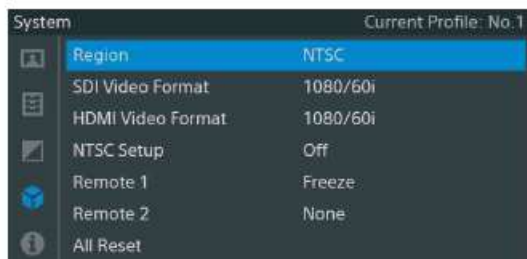 System Current Profile: No.1
Region NTSC
SDI Video Format 1080/60i
HDMI Video Format 1080/60i
NTSC Setup Off
Remote 1 Freeze
Remote 2 None
All Reset